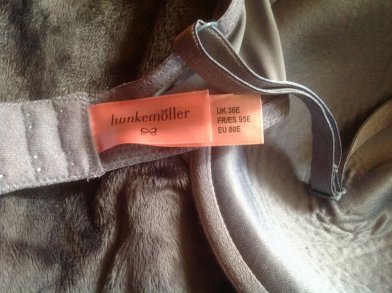 hunkemöller
UK 36E
FR/ES 95E
EU 80E